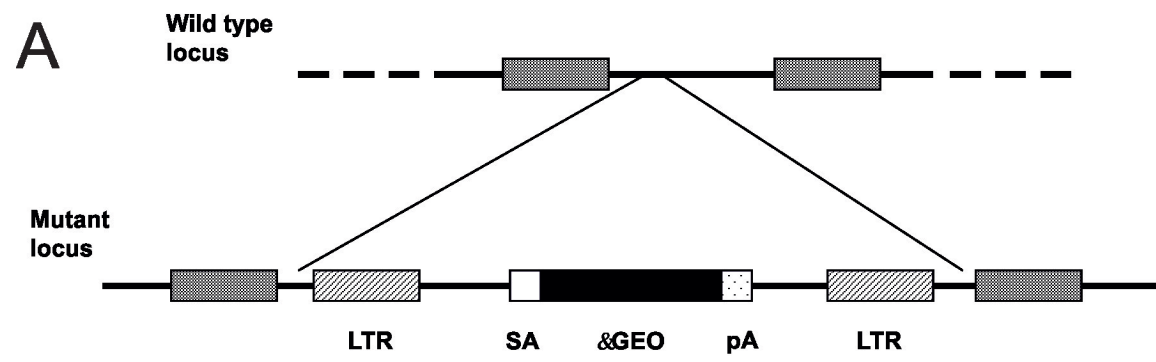 A
Wild type
locus
Mutant
locus
LTR SA &GEO pA LTR